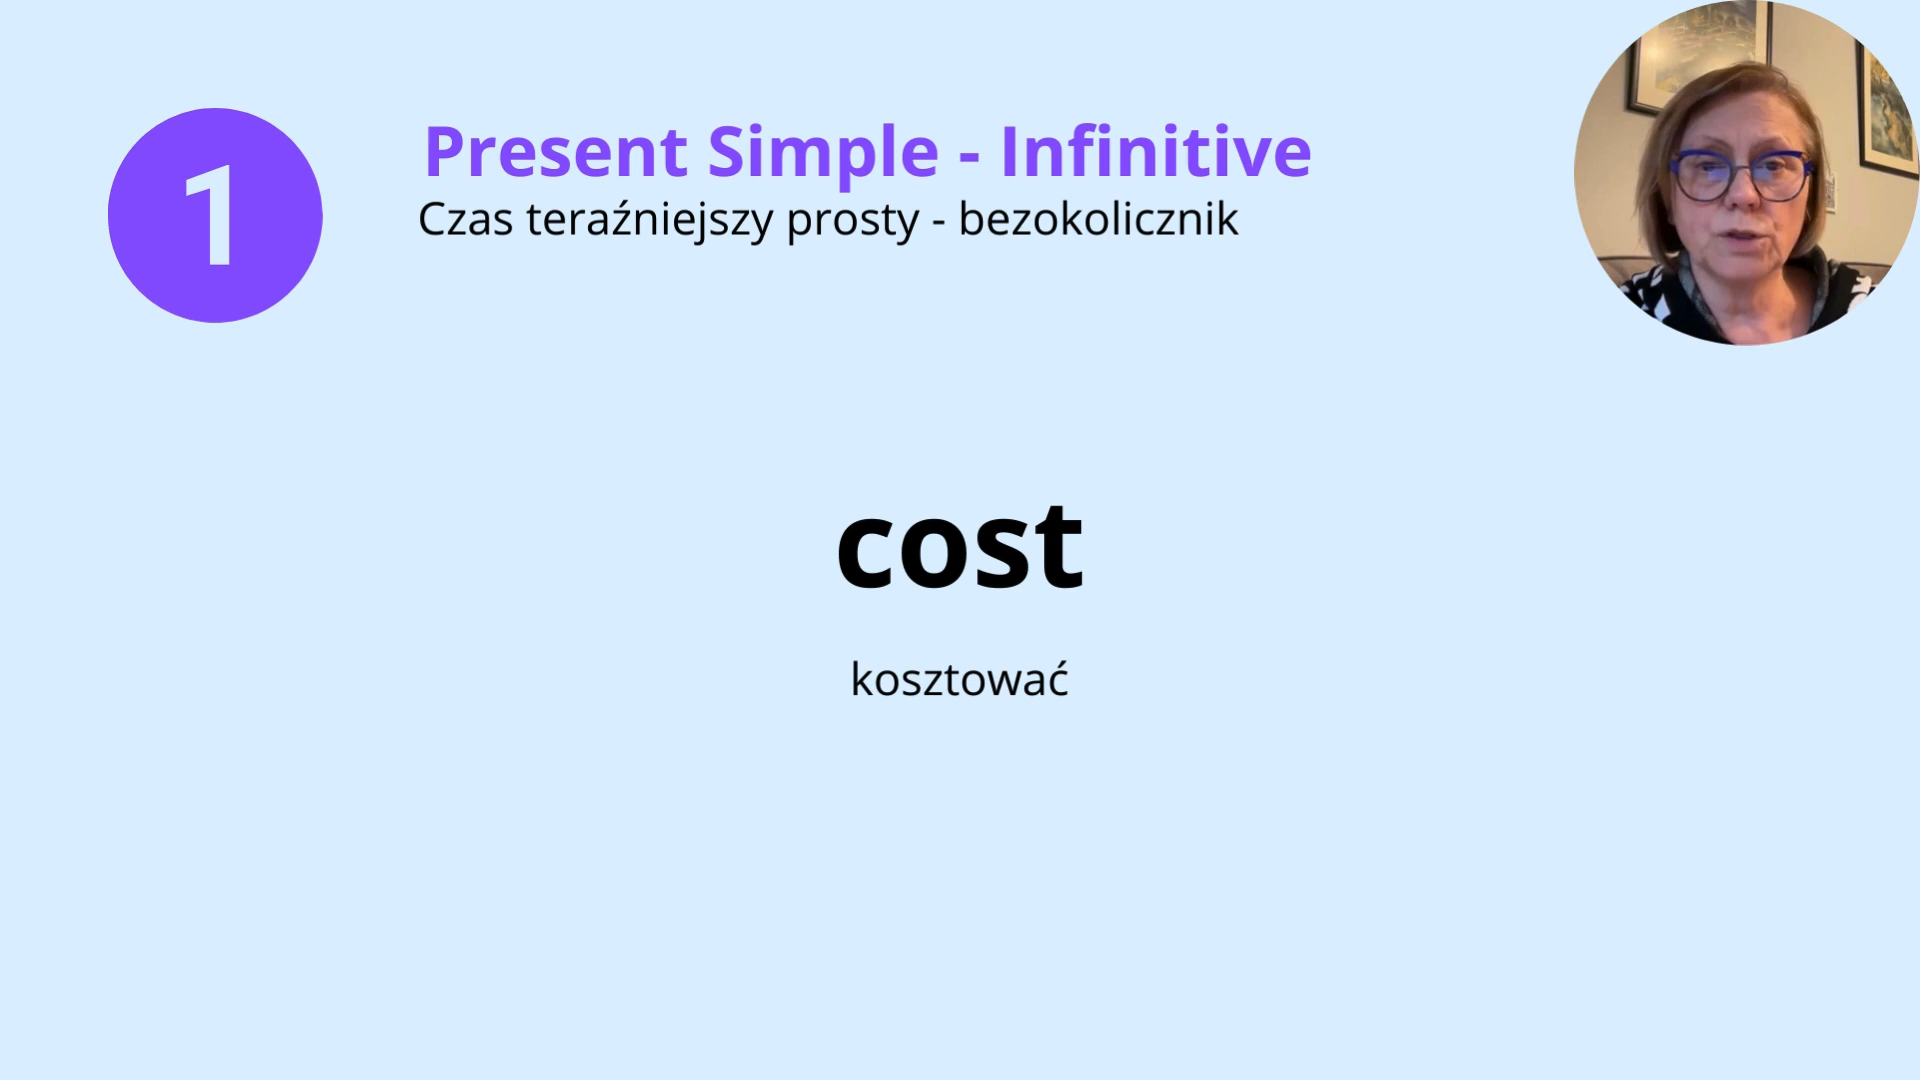 1
Present Simple - Infinitive
Czas teraźniejszy prosty - bezokolicznik
cost
kosztować